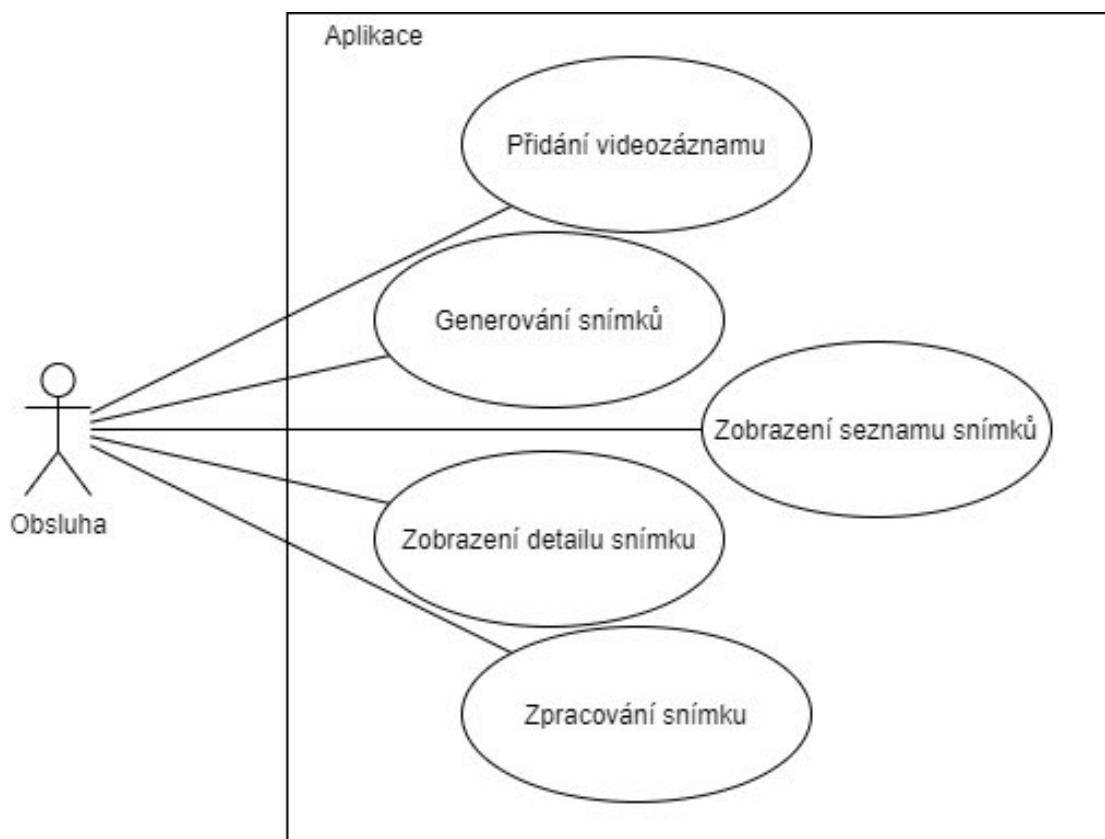 Aplikace
Přidání videozáznamu
Generování snímků
Zobrazení seznamu snímků
Obsluha
Zobrazení detailu snímku
Zpracování snímku